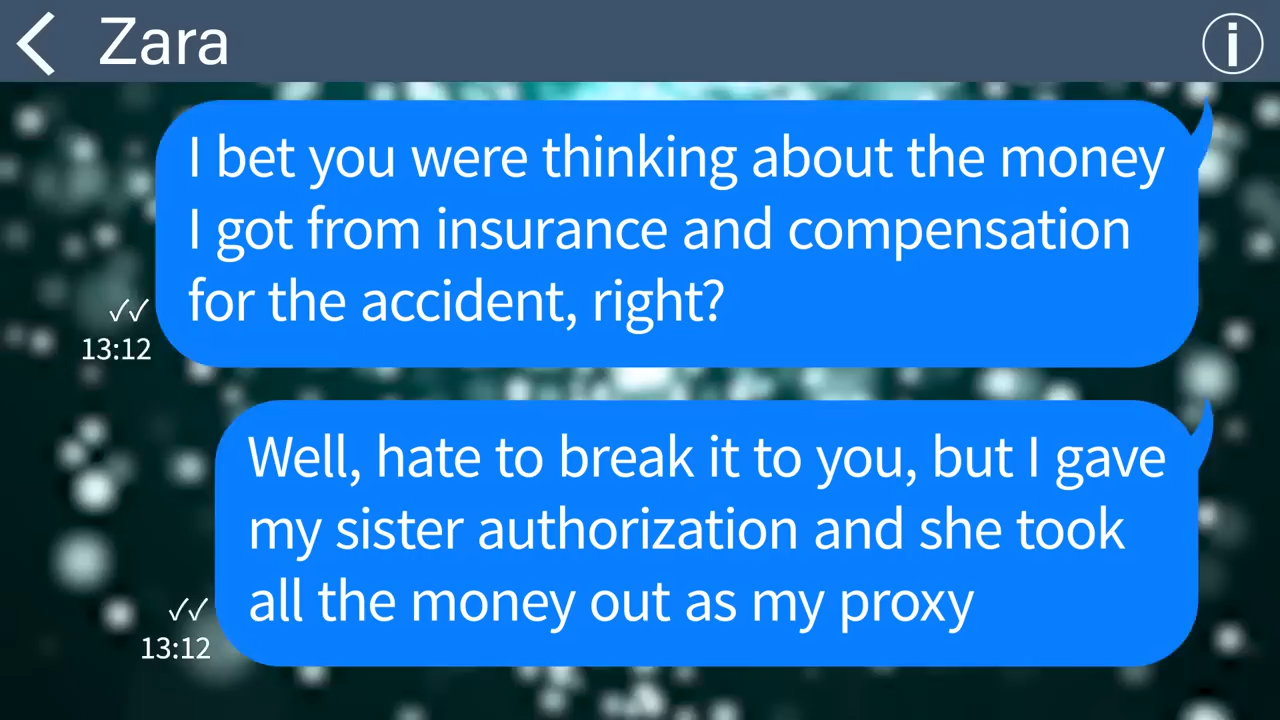 Zara
I bet you were thinking about the money
I got from insurance and compensation
for the accident, right?
13:12
Well, hate to break it to you, but I gave
my sister authorization and she took
all the money out as my proxy
13:12